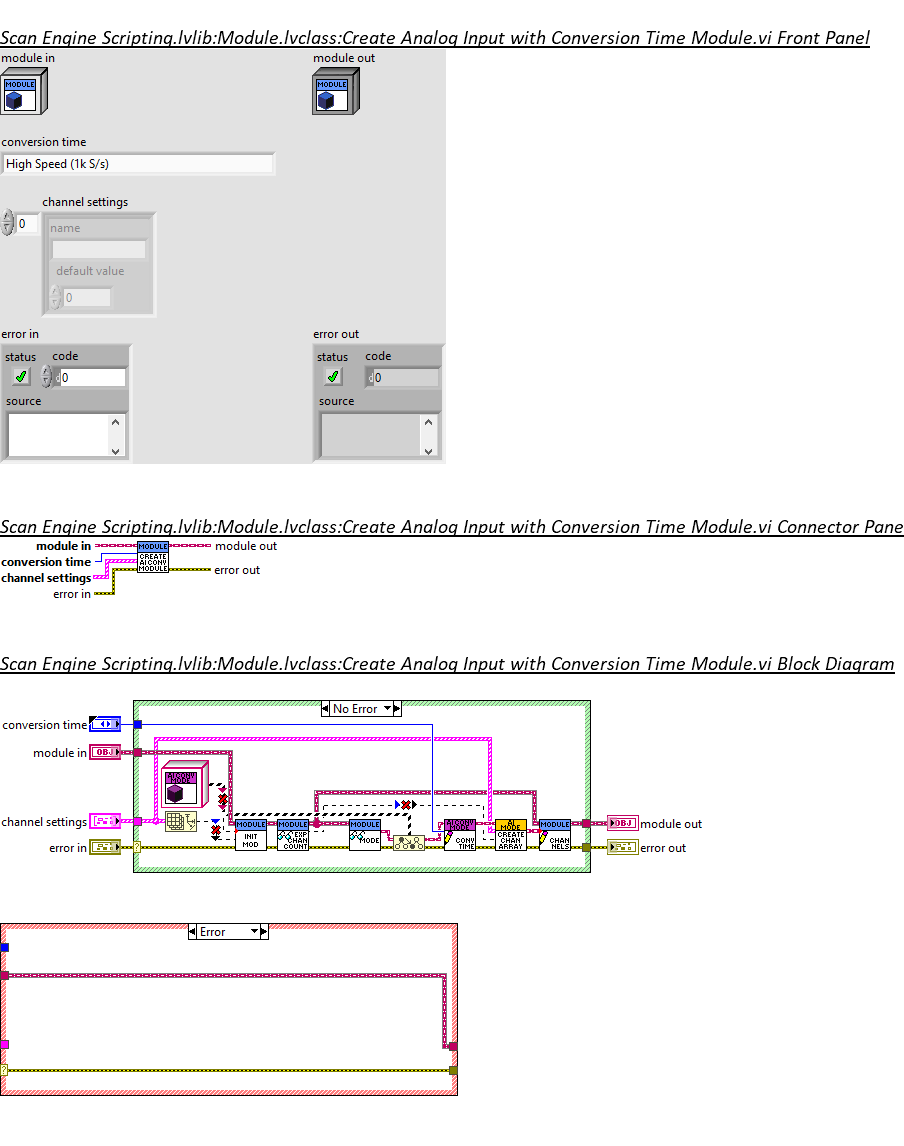 Scan Engine Scripting.lvlib:Module.lvclass:Create Analog Input with Conversion Time Module.vi Front Panel
module in
module out
MODULE
MODULE
conversion time
High Speed (1k S/s)
channel settings
0
name
default value
0
error in
error out
status
code
status
code
0
0
source
source
Scan Engine Scripting.lvlib:Module.lvclass:Create Analog Input with Conversion Time Module.vi Connector Pane
module in
MODULE
module out
conversion time
CREATE
AICONV
MODULE
channel settings
error out
error in
Scan Engine Scripting.lvlib:Module.lvclass:Create Analog Input with Conversion Time Module.vi Block Diagram
No Error
conversion time
module in
OBJ
AICONV
MODE
channel settings
MODULE
INIT
MOD
MODULE
EXP
CHAN
COUNT
MODULE
MODE
AICONV
MODE
CONV
TIME
AI
MODE
CREATE
CHAN
ARRAY
MODULE
CHAN
NELS
OBJ
module out
error in
?
error out
Error
?